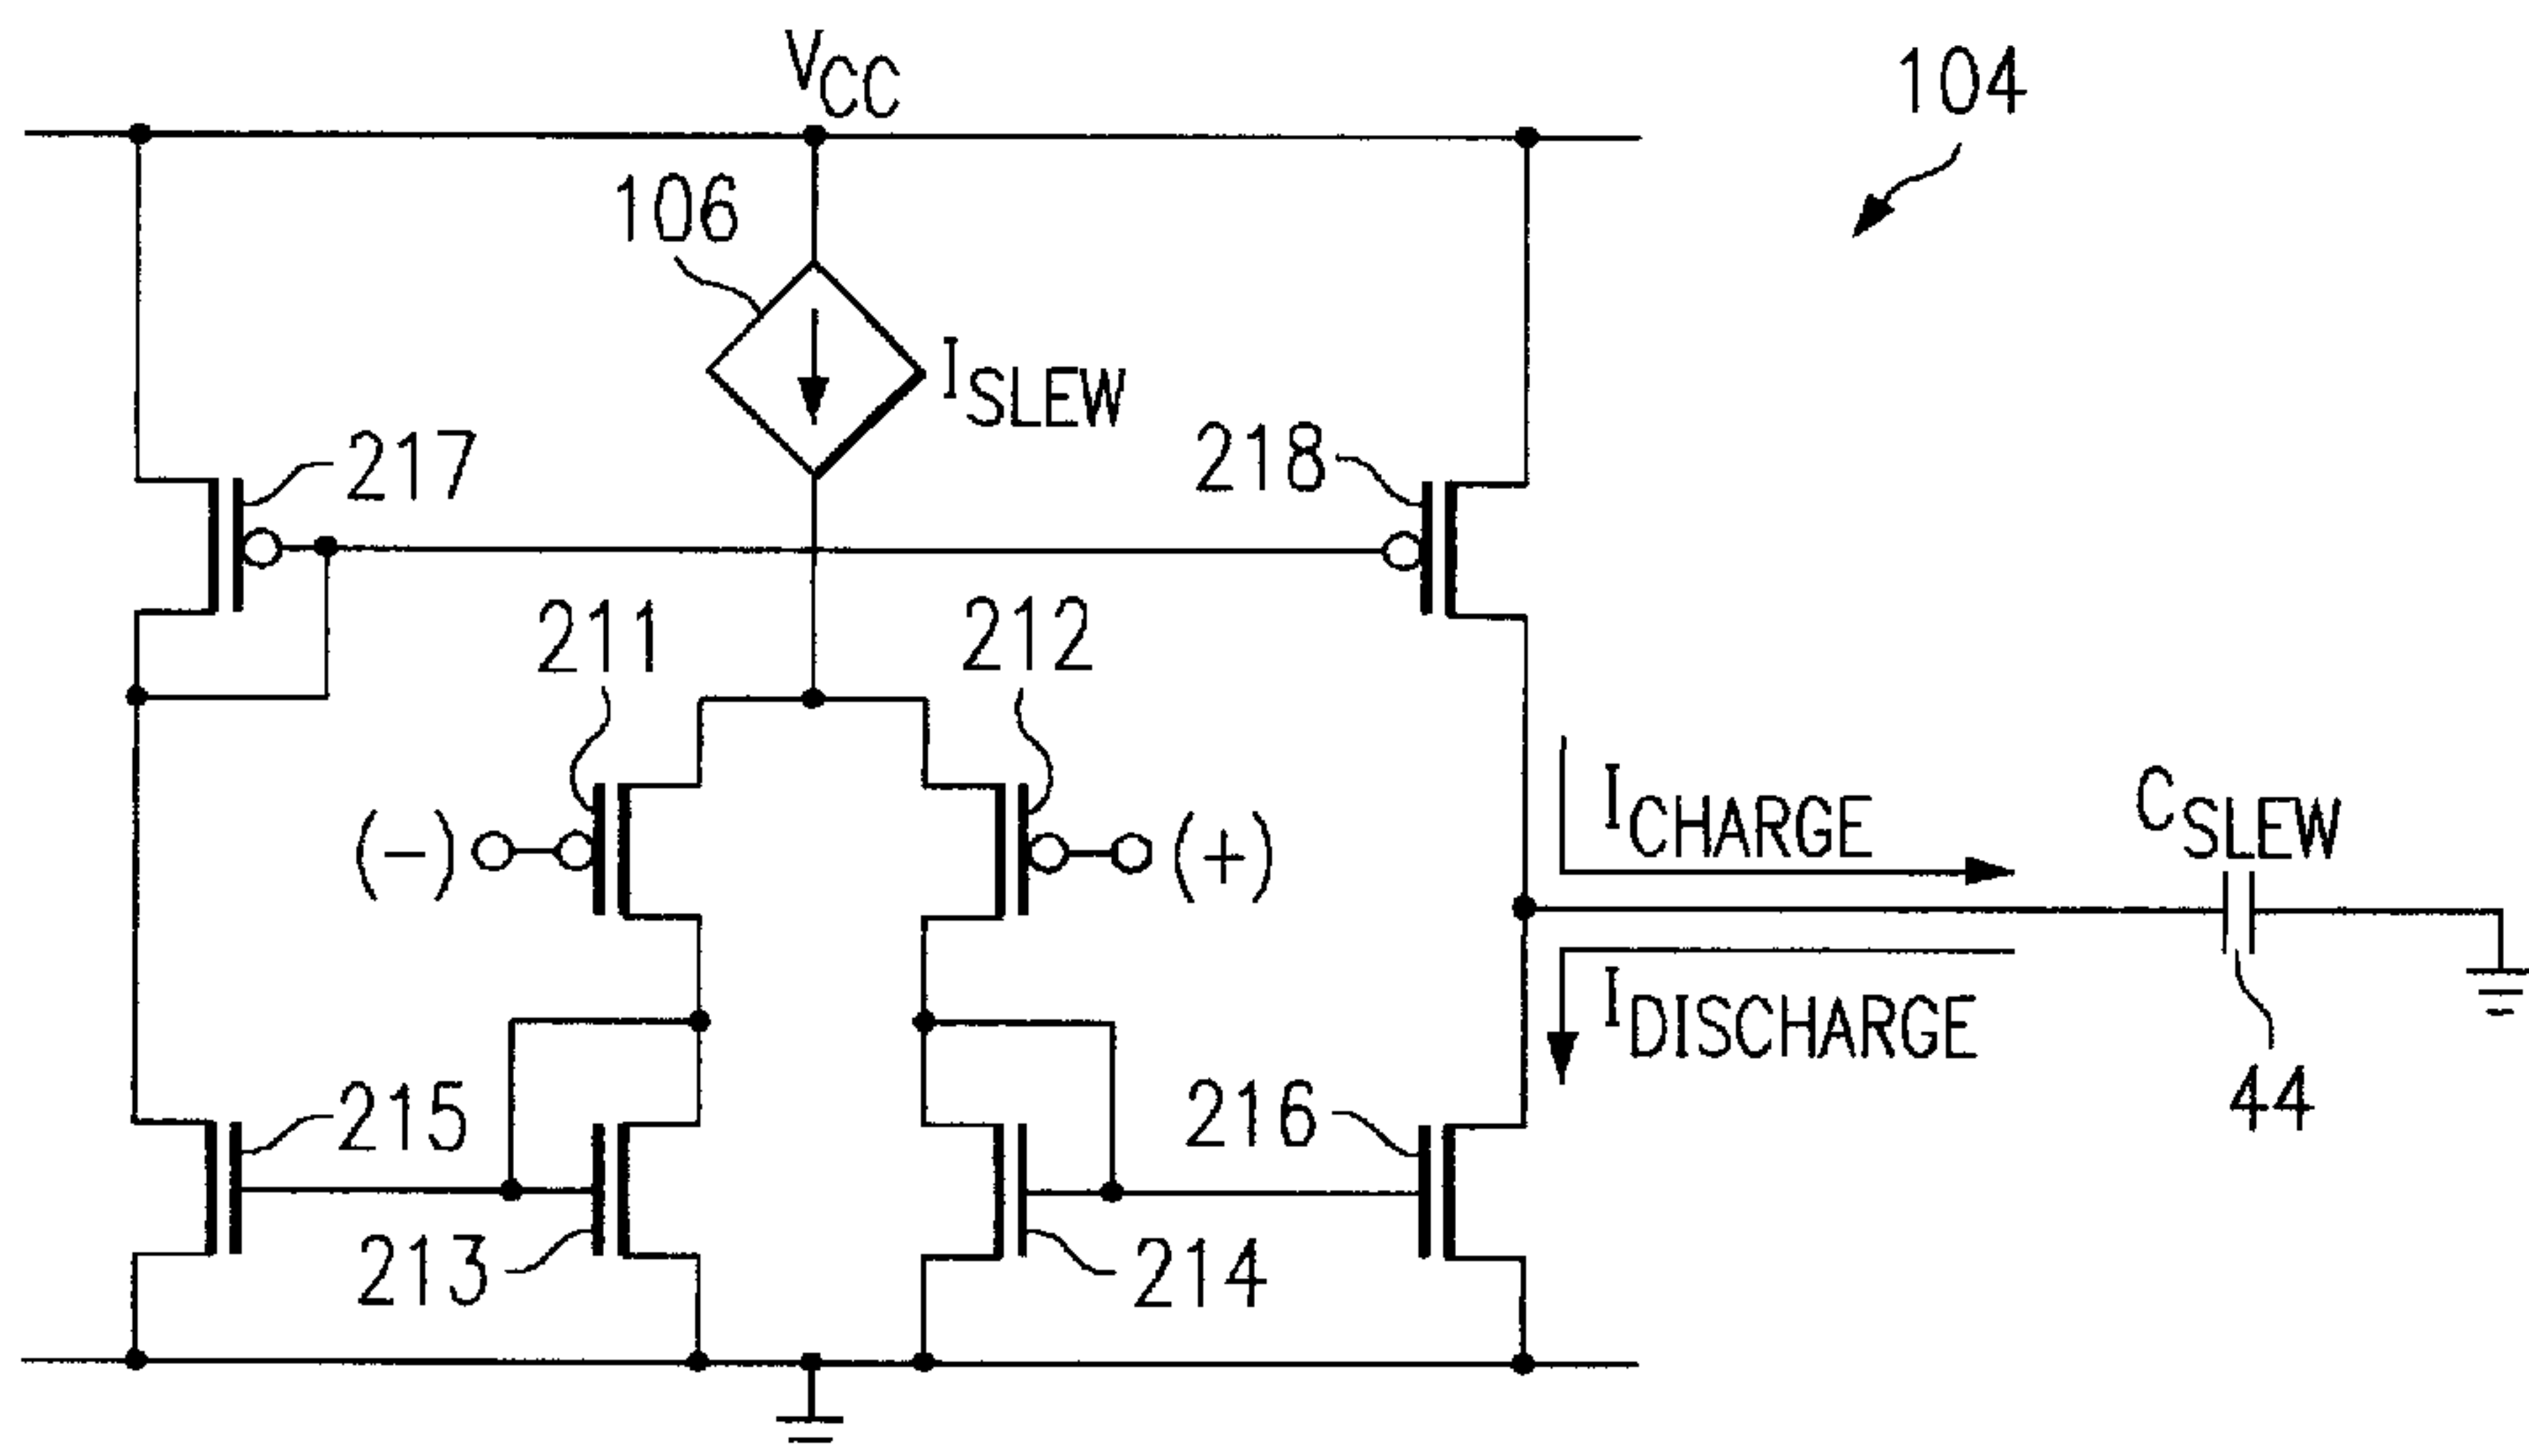 V_CC
104
106
I_SLEW
217
218
211
212
(-)
(+)
I_CHARGE
C_SLEW
I_DISCHARGE
44
215
216
213
214